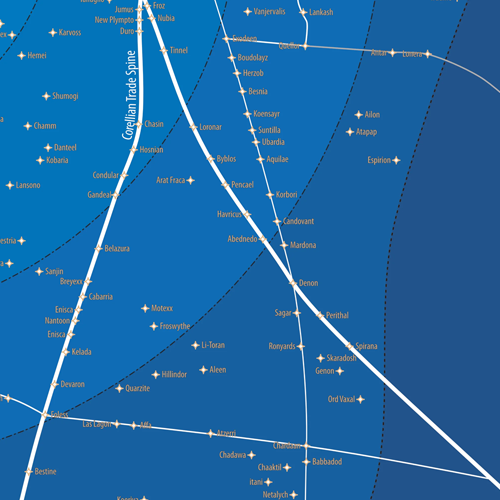 Jumus
Froz
New Plympto
Nubia
Duro
Karvoss
Vanjervalis
Lankash
Hemei
Tinnel
Boudolayz
Herzob
Besnia
Shumogi
Corellian Trade Spine
Chamm
Chasin
Loronar
Koensayr
Suntilla
Ubardia
Ailon
Atapap
Danteel
Kobaria
Hosnian
Byblos
Aquilae
Espirion
Lansono
Condular
Gandeal
Arat Fraca
Pencael
Korbori
Havricus
Candovant
Abednedo
Mardona
estria
Belazura
Sanjin
Breyexx
Denon
Cabarria
Enisca
Nantoon
Enisca
Motexx
Froswythe
Sagar
Perithal
Kelada
Li-Toran
Ronyards
Spirana
Skaradosh
Genon
Hillindor
Aleen
Devaron
Quarzite
Ord Vaxal
Las Lagon
Atzerri
Chadawa
Babbadod
Chaaktil
itani
Bestine
Netalych